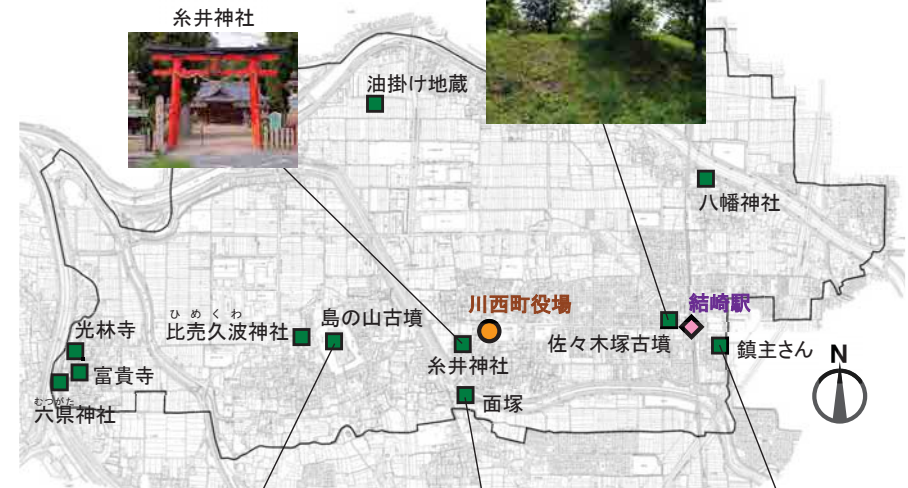 糸井神社
油掛け地蔵
八幡神社
川西町役場
結崎駅
ひめくわ
比売久波神社
島の山古墳
光林寺
糸井神社
佐々木塚古墳
鎮主さん
N
富貴寺
面塚
むつがた
六県神社